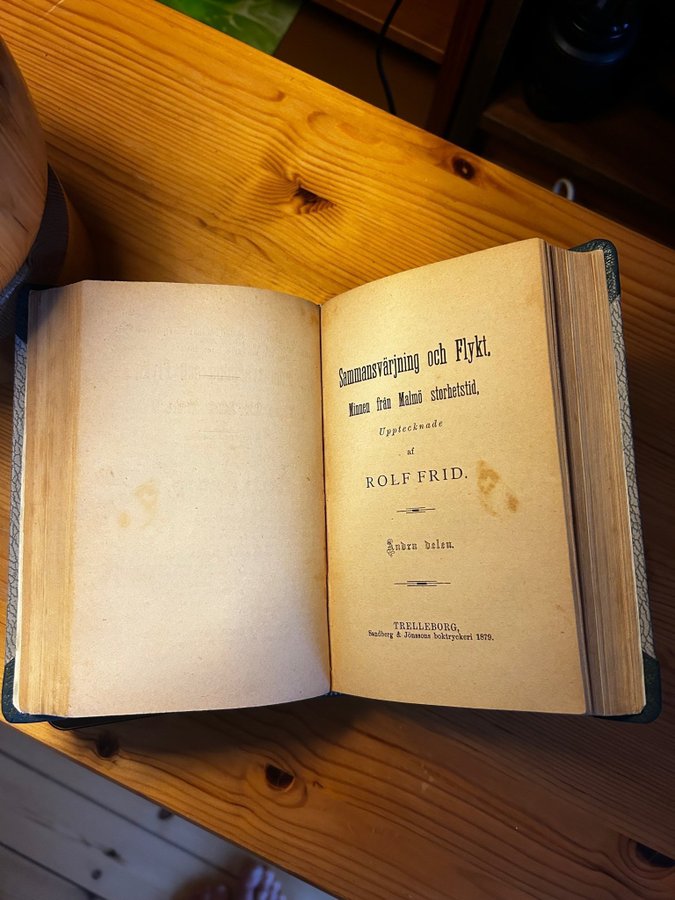 Sammansvärjning och Flykt.
Minnen från Malmö storhetstid,
Upptecknade
af
ROLF FRID.
Andra delen.
TRELLEBORG,
Sandberg & Jönssons boktryckeri 1879.